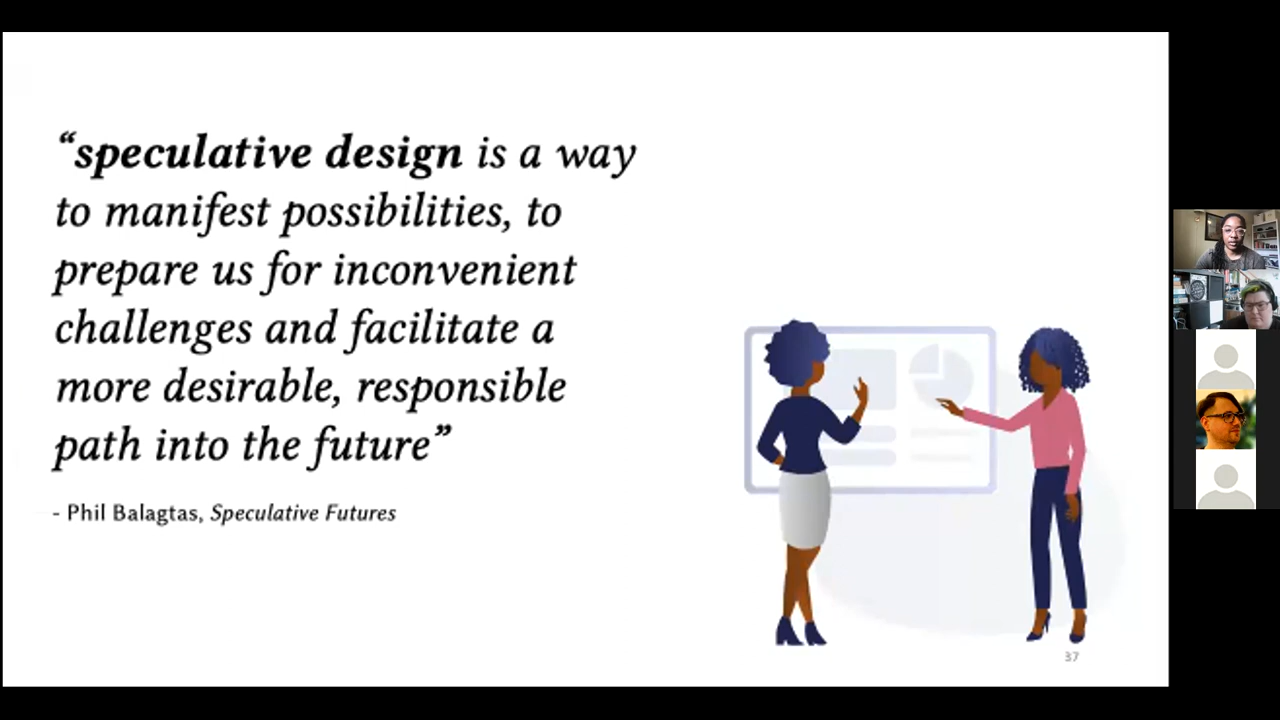 “speculative design is a way
to manifest possibilities, to
prepare us for inconvenient
challenges and facilitate a
more desirable, responsible
path into the future”
- Phil Balagtas, Speculative Futures
37